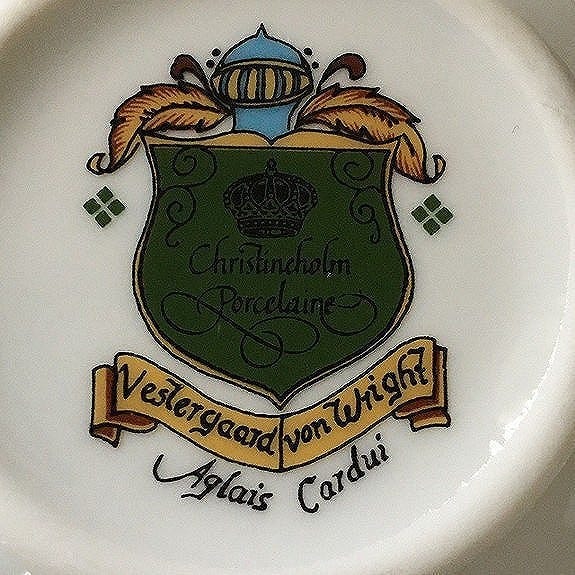 Christineholm
Porcelaine
Vestergaard von Wright
Aglais Cardui